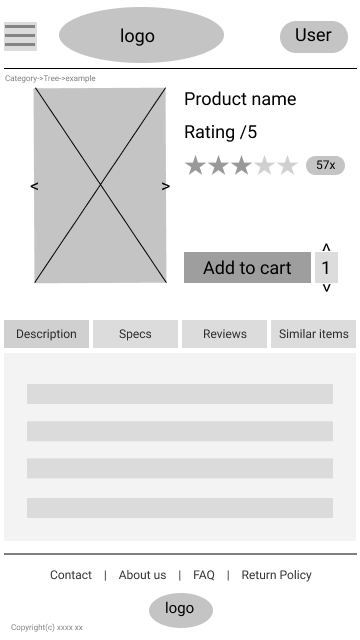 logo
User
Category->Tree->example
Product name
Rating /5
57x
< >
Add to cart 1
Description Specs Reviews Similar items
Contact | About us | FAQ | Return Policy
logo
Copyright(c) xxxx xx